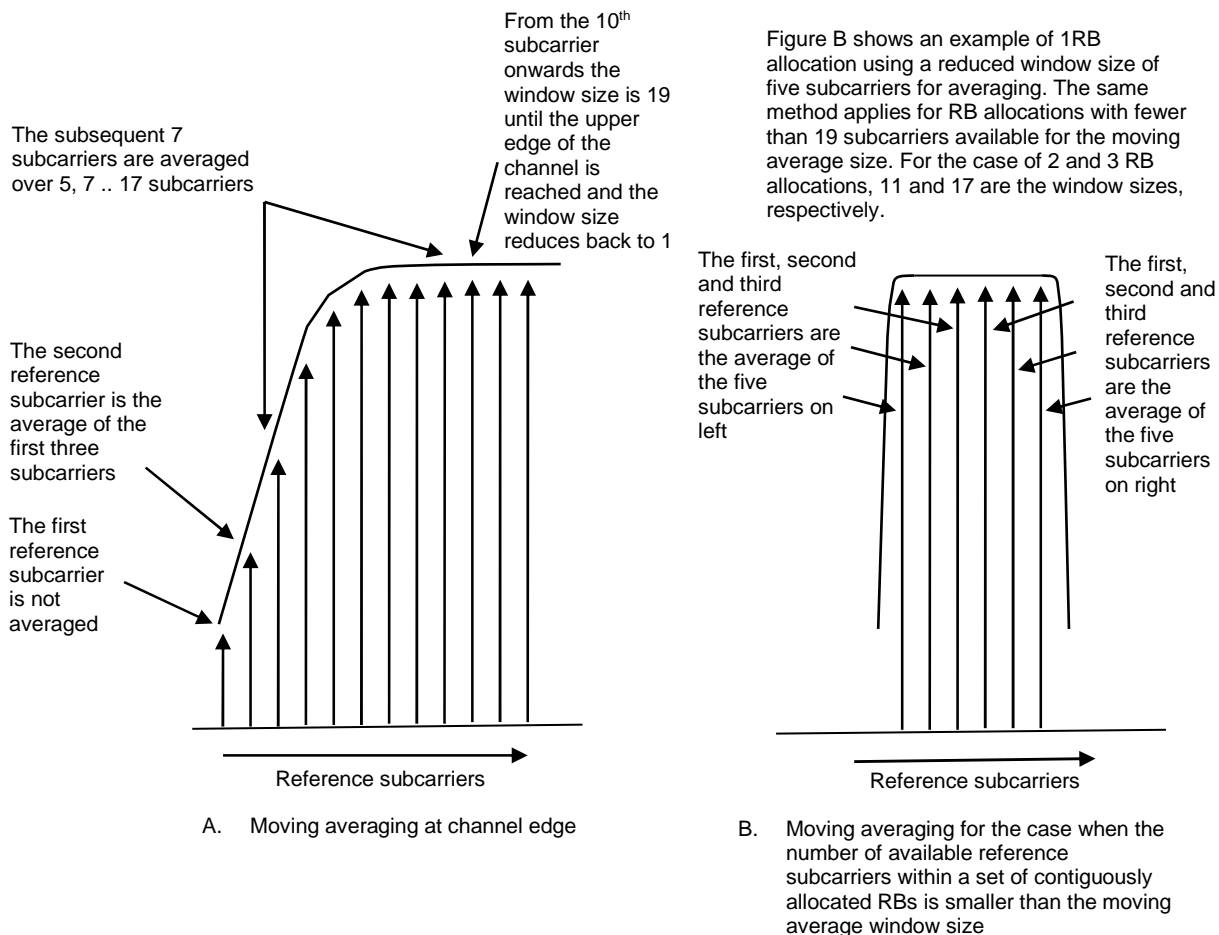 From the 10th
subcarrier
onwards the
window size is 19
until the upper
edge of the
channel is
reached and the
window size
reduces back to 1
The subsequent 7
subcarriers are averaged
over 5, 7 .. 17 subcarriers
The second
reference
subcarrier is the
average of the
first three
subcarriers
The first
reference
subcarrier
is not
averaged
Reference subcarriers
A. Moving averaging at channel edge
Figure B shows an example of 1RB
allocation using a reduced window size of
five subcarriers for averaging. The same
method applies for RB allocations with fewer
than 19 subcarriers available for the moving
average size. For the case of 2 and 3 RB
allocations, 11 and 17 are the window sizes,
respectively.
The first, second
and third
reference
subcarriers are
the average of
the five
subcarriers on
left
The first,
second and
third
reference
subcarriers
are the
average of
the five
subcarriers
on right
Reference subcarriers
B. Moving averaging for the case when the
number of available reference
subcarriers within a set of contiguously
allocated RBs is smaller than the moving
average window size